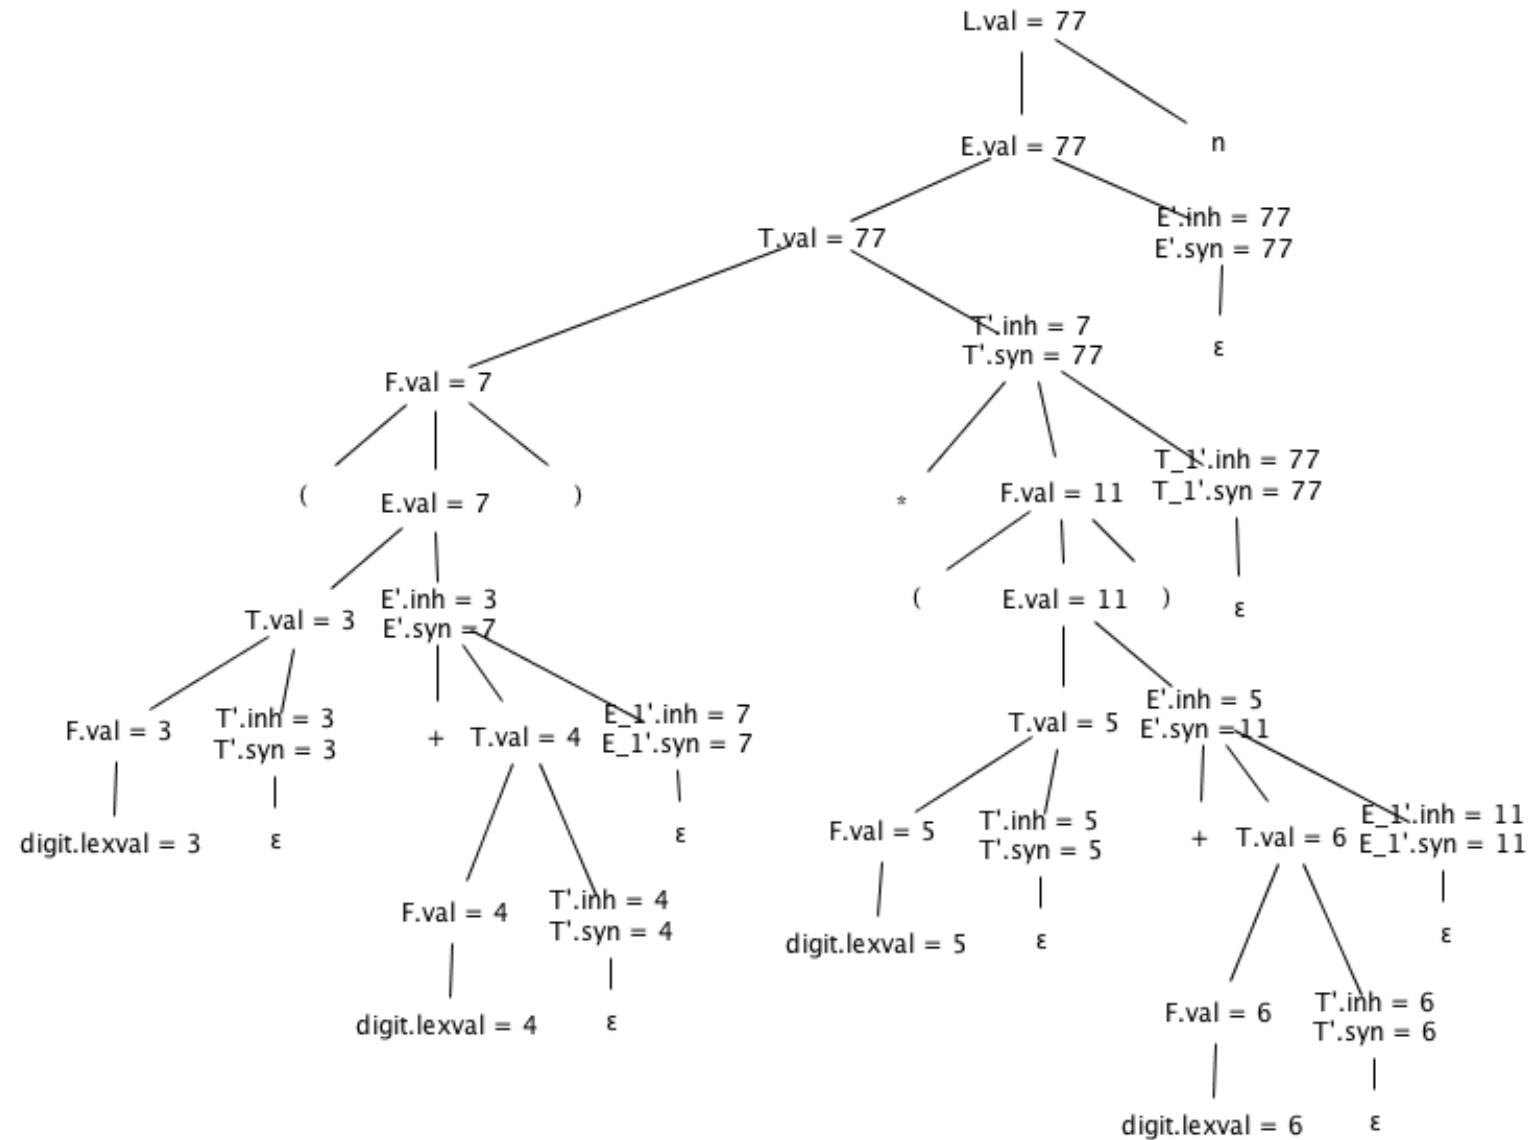 L.val = 77
E.val = 77
n
T.val = 77
E'.inh = 77
E'.syn = 77
T'.inh = 7
T'.syn = 77
ε
F.val = 7
(
E.val = 7
)
*
F.val = 11
T_1'.inh = 77
T_1'.syn = 77
(
E.val = 11
)
ε
T.val = 3
E'.inh = 3
E'.syn =7
F.val = 3
T'.inh = 3
T'.syn = 3
+
T.val = 4
E_1'.inh = 7
E_1'.syn = 7
T.val = 5
E'.inh = 5
E'.syn =11
digit.lexval = 3
ε
ε
F.val = 5
T'.inh = 5
T'.syn = 5
+
T.val = 6
E_1'.inh = 11
E_1'.syn = 11
F.val = 4
T'.inh = 4
T'.syn = 4
digit.lexval = 5
ε
ε
digit.lexval = 4
ε
F.val = 6
T'.inh = 6
T'.syn = 6
digit.lexval = 6
ε